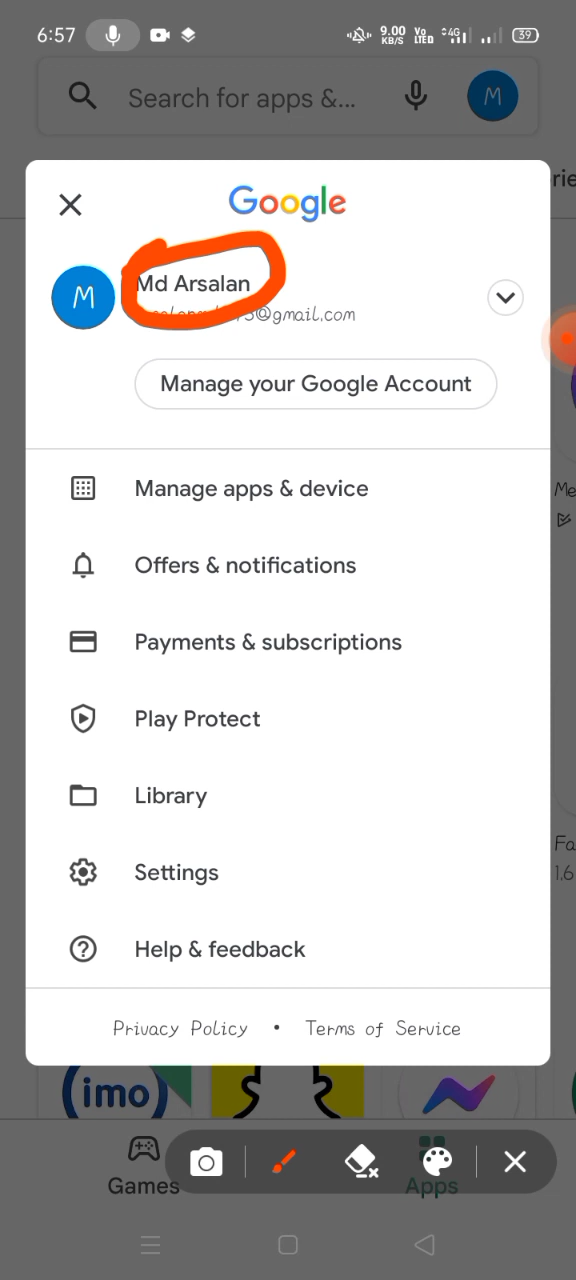 6:57 9.00 KB/S Vo LTED 4G 39
Search for apps &... M
Google
M Md Arsalan
@gmail.com
Manage your Google Account
Manage apps & device
Offers & notifications
Payments & subscriptions
Play Protect
Library
Settings
Help & feedback
Privacy Policy • Terms of Service
imo
Games Apps